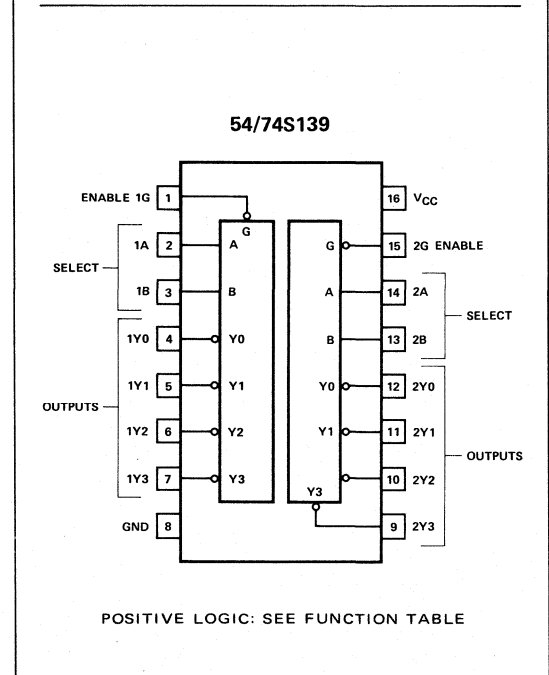 54/74S139
ENABLE 1G 1
16 VCC
G
1A 2 A
G 15 2G ENABLE
SELECT
1B 3 B
A 14 2A
SELECT
1Y0 4 Y0
B 13 2B
1Y1 5 Y1
Y0 12 2Y0
OUTPUTS
1Y2 6 Y2
Y1 11 2Y1
OUTPUTS
1Y3 7 Y3
10 2Y2
Y3
GND 8
9 2Y3
POSITIVE LOGIC: SEE FUNCTION TABLE